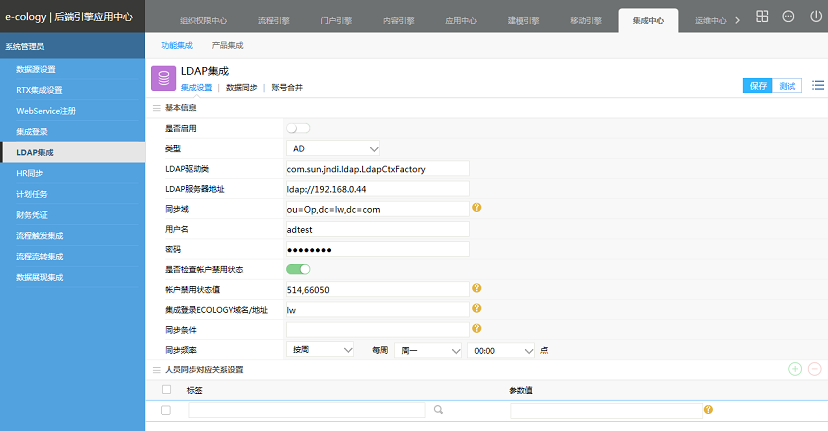 e-cology | 后端引擎应用中心
组织权限中心 流程引擎 门户引擎 内容引擎 应用中心 建模引擎 移动引擎 集成中心 运维中心
系统管理员
功能集成 产品集成
数据源设置
RTX集成设置
WebService注册
集成登录
LDAP集成
HR同步
计划任务
财务凭证
流程触发集成
流程流转集成
数据展现集成
LDAP集成
集成设置 | 数据同步 | 账号合并
保存 测试
基本信息
是否启用
类型 AD
LDAP驱动类 com.sun.jndi.ldap.LdapCtxFactory
LDAP服务器地址 ldap://192.168.0.44
同步域 ou=Op,dc=lw,dc=com
用户名 adtest
密码 ●●●●●●●●
是否检查帐户禁用状态
帐户禁用状态值 514,66050
集成登录ECOLOGY域名/地址 lw
同步条件
同步频率 按周 每周 周一 00:00 点
人员同步对应关系设置
标签 参数值